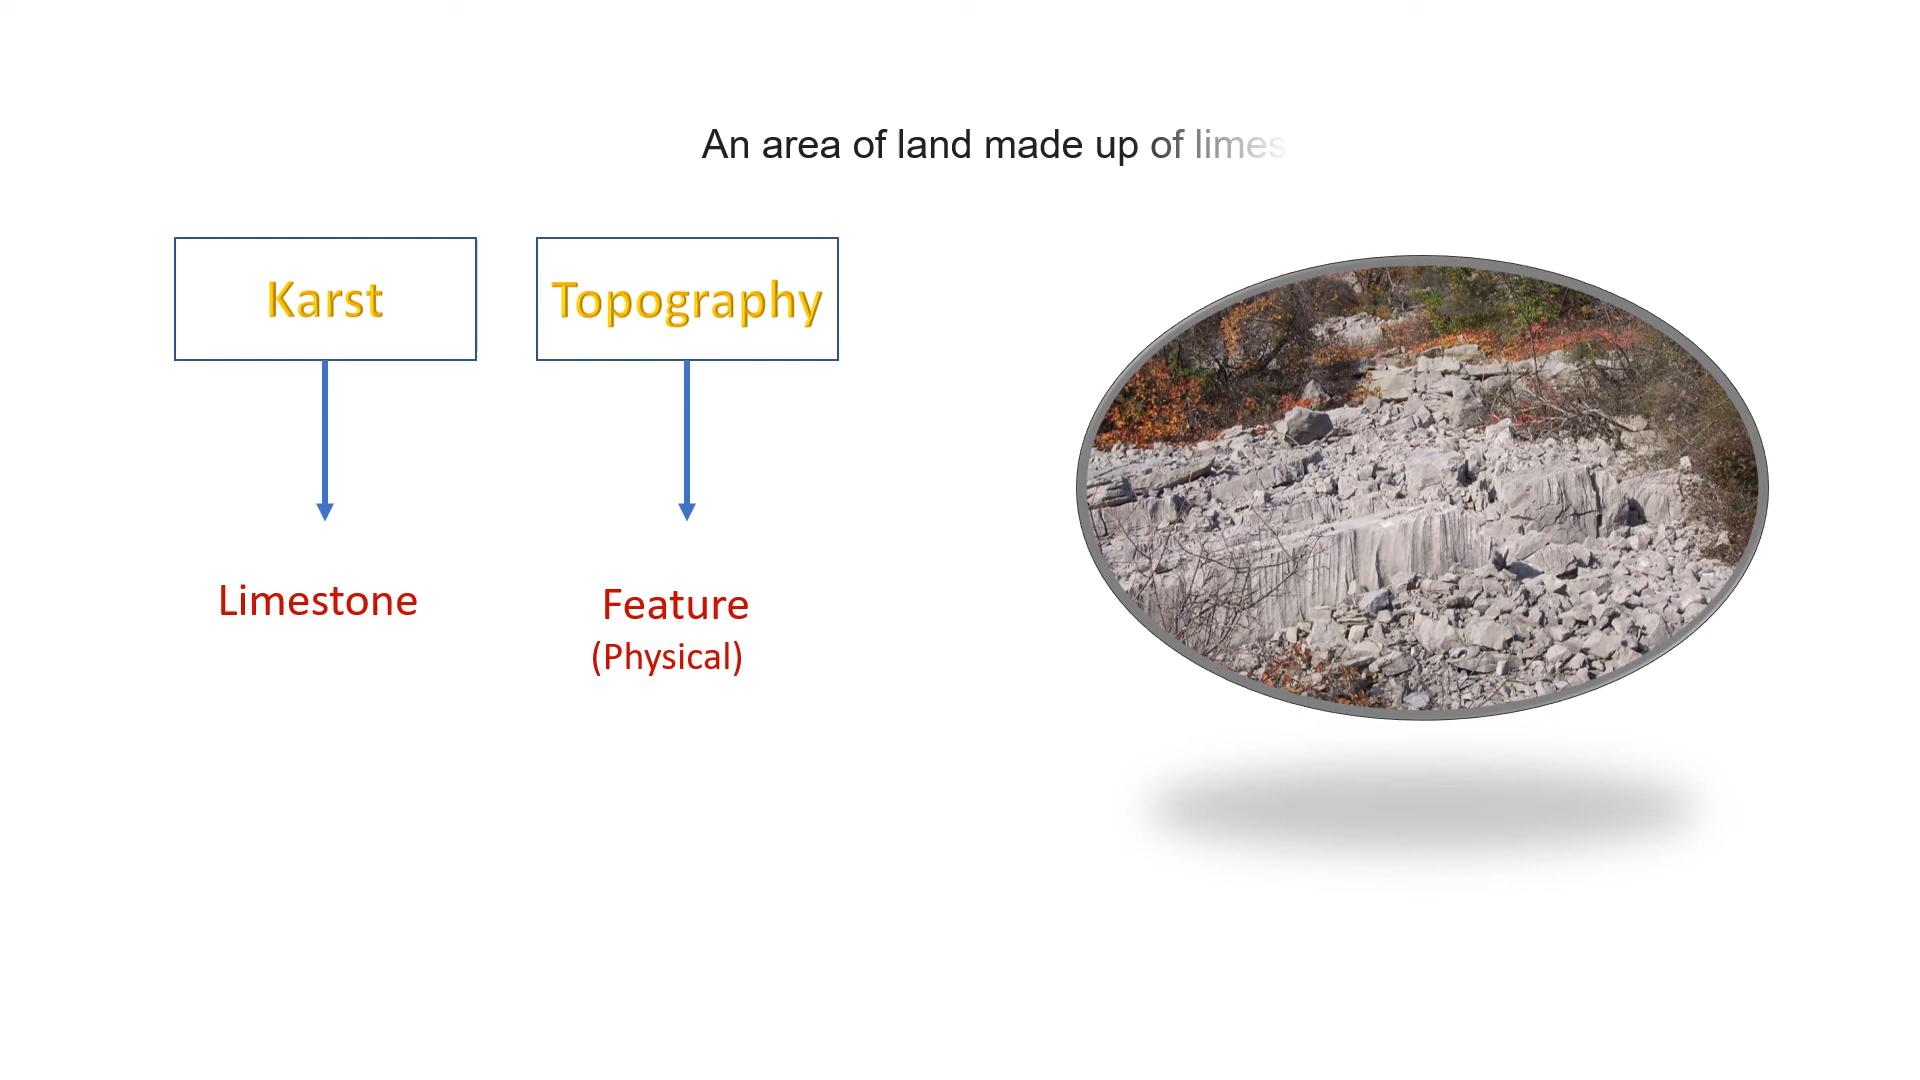 An area of land made up of limes
Karst
Topography
Limestone
Feature
(Physical)